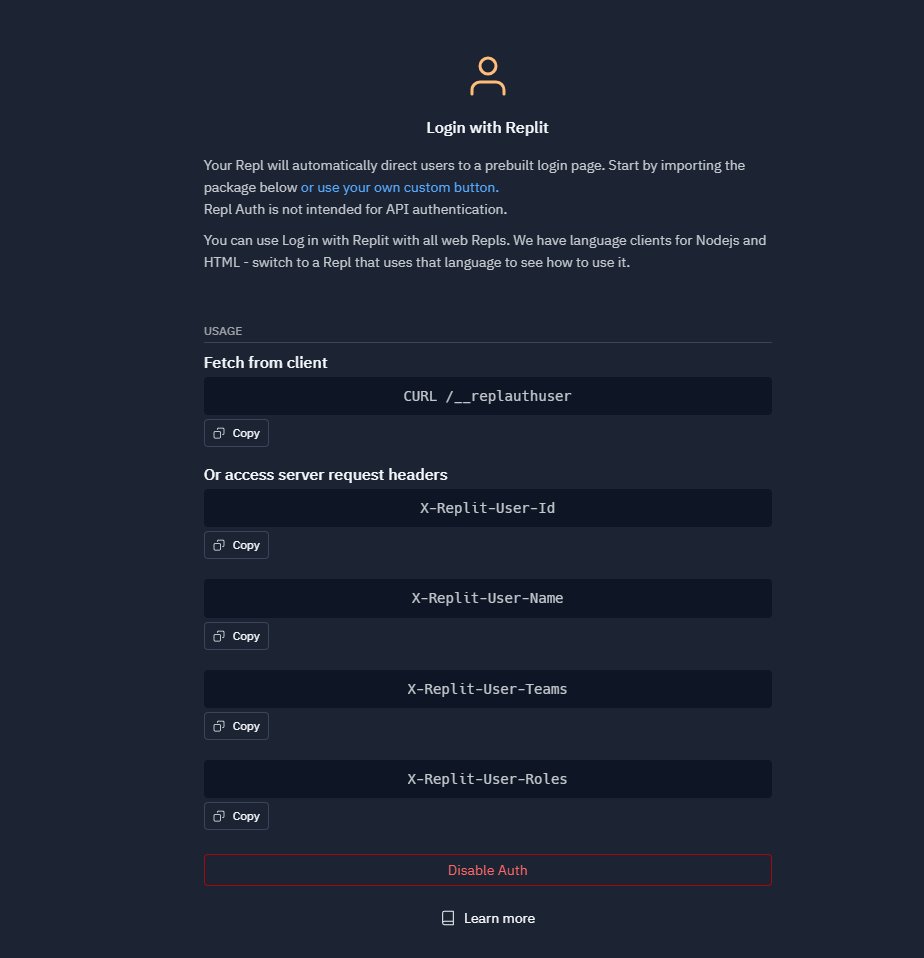 Login with Replit
Your Repl will automatically direct users to a prebuilt login page. Start by importing the
package below or use your own custom button.
Repl Auth is not intended for API authentication.
You can use Log in with Replit with all web Repls. We have language clients for Nodejs and
HTML - switch to a Repl that uses that language to see how to use it.
USAGE
Fetch from client
CURL /__replauthuser
Copy
Or access server request headers
X-Replit-User-Id
Copy
X-Replit-User-Name
Copy
X-Replit-User-Teams
Copy
X-Replit-User-Roles
Copy
Disable Auth
Learn more